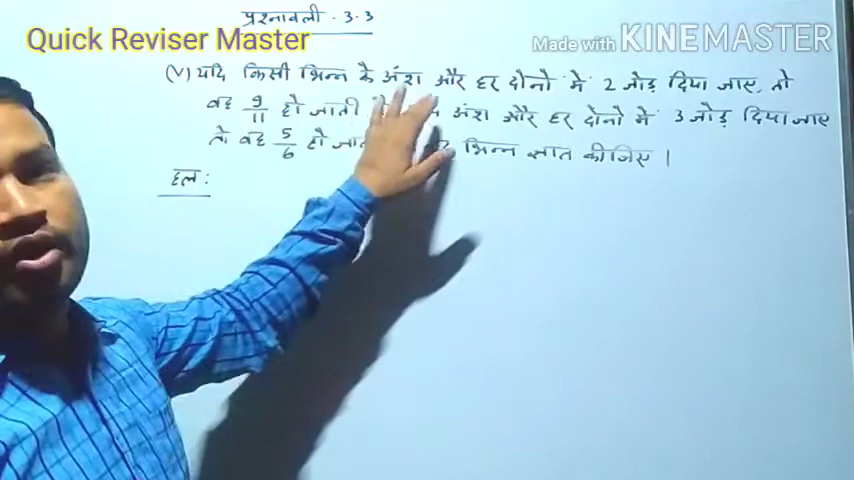 प्रश्नावली - 3.3
Quick Reviser Master
Made with KINEMASTER
(v) यदि किसी भिन्न के अंश और हर दोनो में 2 जोड़ दिया जाए, तो
वह 9/11 हो जाती अंश और हर दोनो में 3 जोड़ दिया जाए
तो वह 5/6 हो भिन्न ज्ञात कीजिए।
हल: